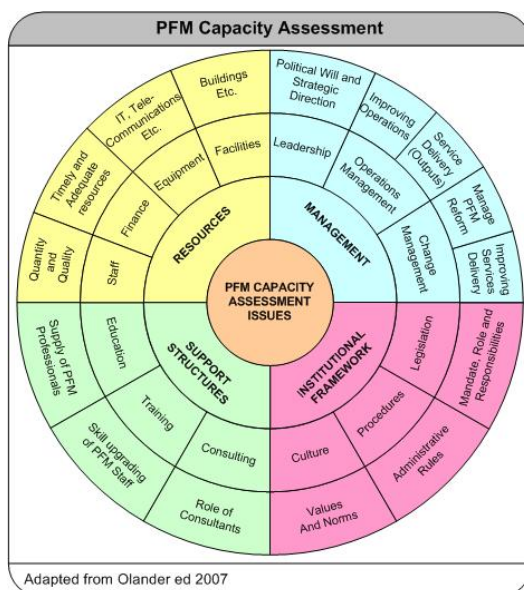 PFM Capacity Assessment
PFM CAPACITY
ASSESSMENT
ISSUES
RESOURCES
Staff
Quantity
and
Quality
Finance
Timely and
Adequate
resources
Equipment
IT, Tele-
Communications
Etc.
Facilities
Buildings
Etc.
MANAGEMENT
Leadership
Political Will and
Strategic
Direction
Operations
Management
Improving
Operations
Service
Delivery
(Outputs)
Change
Management
Manage
PFM
Reform
Improving
Services
Delivery
INSTITUTIONAL
FRAMEWORK
Legislation
Mandate, Role and
Responsibilities
Procedures
Administrative
Rules
Culture
Values
And Norms
SUPPORT
STRUCTURES
Consulting
Role of
Consultants
Training
Skill upgrading
of PFM Staff
Education
Supply of PFM
Professionals
Adapted from Olander ed 2007